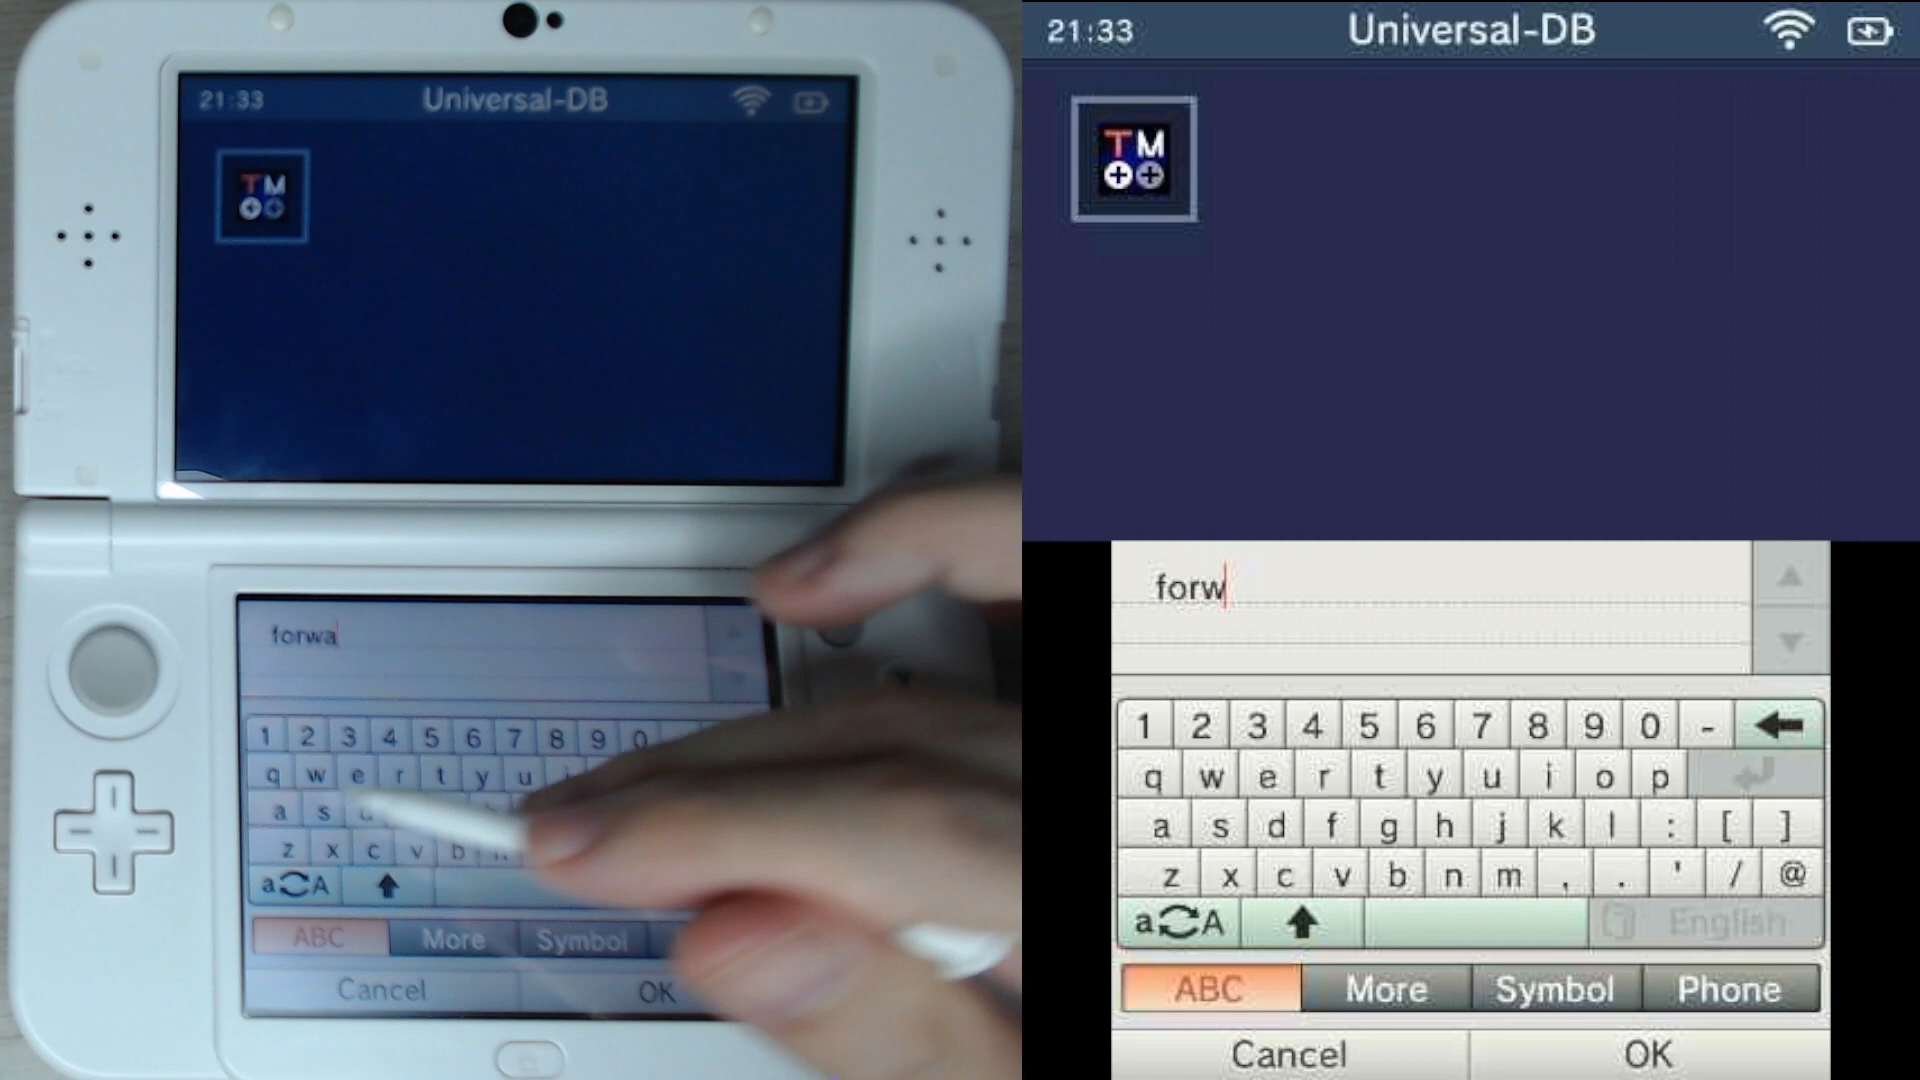 21:33 Universal-DB
TM
forwa
1 2 3 4 5 6 7 8 9 0
q w e r t y u
a s
z x c v b
a A
ABC More Symbol
Cancel OK
21:33 Universal-DB
TM
forw
1 2 3 4 5 6 7 8 9 0 -
q w e r t y u i o p
a s d f g h j k l : [ ]
z x c v b n m , . ' / @
a A English
ABC More Symbol Phone
Cancel OK